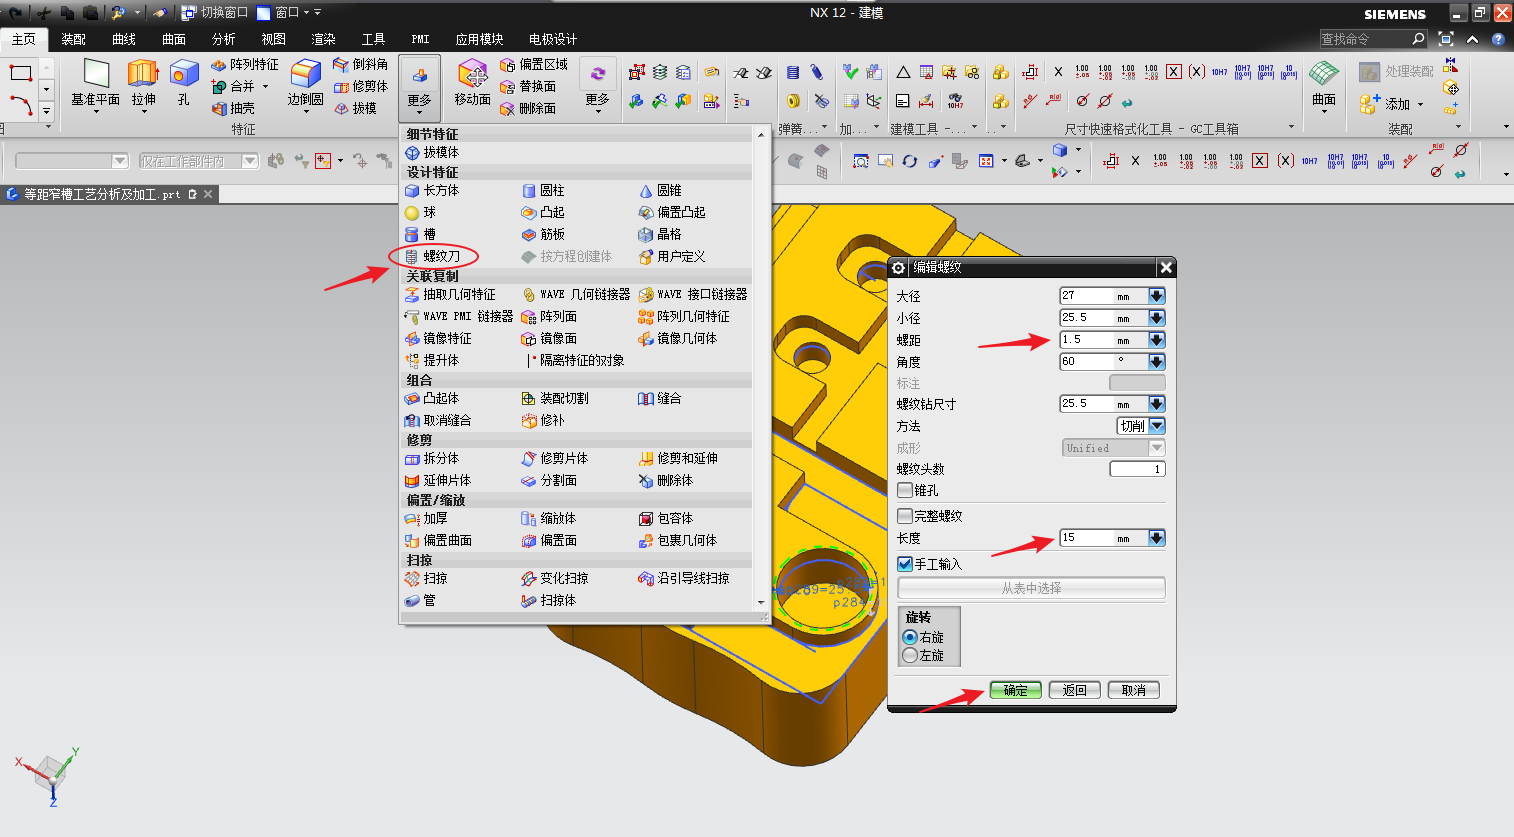 切换窗口 窗口
NX 12 - 建模
SIEMENS
主页 装配 曲线 曲面 分析 视图 渲染 工具 PMI 应用模块 电极设计
查找命令
基准平面 拉伸 孔 阵列特征 合并 抽壳 边倒圆 倒斜角 修剪体 拔模 更多 移动面 偏置区域 替换面 删除面 更多
曲面 处理装配 添加
特征 弹簧... 加... 建模工具 - ... 尺寸快速格式化工具 - GC工具箱 装配
仅在工作部件内
等距窄槽工艺分析及加工.prt
细节特征
拔模体
设计特征
长方体 圆柱 圆锥
球 凸起 偏置凸起
槽 筋板 晶格
螺纹刀 按方程创建体 用户定义
关联复制
抽取几何特征 WAVE 几何链接器 WAVE 接口链接器
WAVE PMI 链接器 阵列面 阵列几何特征
镜像特征 镜像面 镜像几何体
提升体 隔离特征的对象
组合
凸起体 装配切割 缝合
取消缝合 修补
修剪
拆分体 修剪片体 修剪和延伸
延伸片体 分割面 删除体
偏置/缩放
加厚 缩放体 包容体
偏置曲面 偏置面 包裹几何体
扫掠
扫掠 变化扫掠 沿引导线扫掠
管 扫掠体
编辑螺纹
大径 27 mm
小径 25.5 mm
螺距 1.5 mm
角度 60 °
标注
螺纹钻尺寸 25.5 mm
方法 切削
成形 Unified
螺纹头数 1
锥孔
完整螺纹
长度 15 mm
手工输入
从表中选择
旋转
右旋
左旋
确定 返回 取消
p284
X Y Z